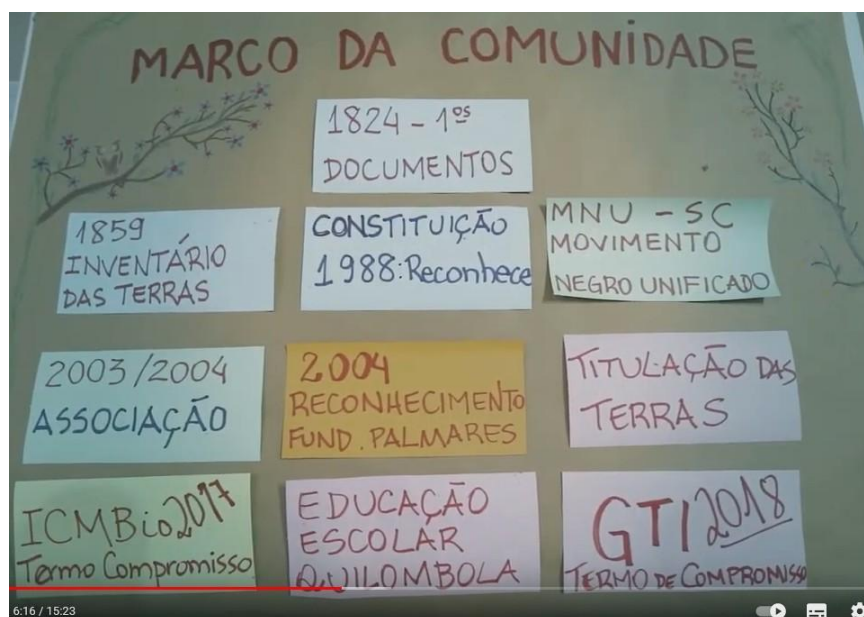 MARCO DA COMUNIDADE
1824 - 1ºs
DOCUMENTOS
1859
INVENTÁRIO
DAS TERRAS
CONSTITUIÇÃO
1988: Reconhece
MNU - SC
MOVIMENTO
NEGRO UNIFICADO
2003/2004
ASSOCIAÇÃO
2004
RECONHECIMENTO
FUND. PALMARES
TITULAÇÃO DAS
TERRAS
ICMBio 2017
Termo Compromisso
EDUCAÇÃO
ESCOLAR
QUILOMBOLA
GTI 2018
TERMO DE COMPROMISSO
6:16 / 15:23